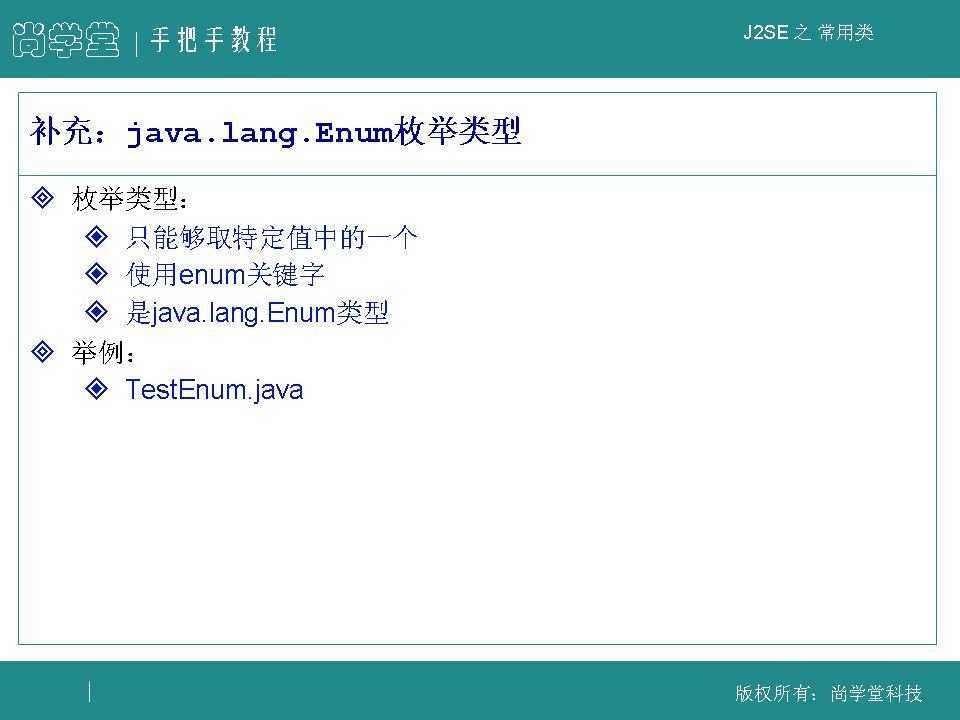 尚学堂 | 手把手教程
J2SE 之 常用类
补充：java.lang.Enum枚举类型
枚举类型：
只能够取特定值中的一个
使用enum关键字
是java.lang.Enum类型
举例：
TestEnum.java
版权所有：尚学堂科技